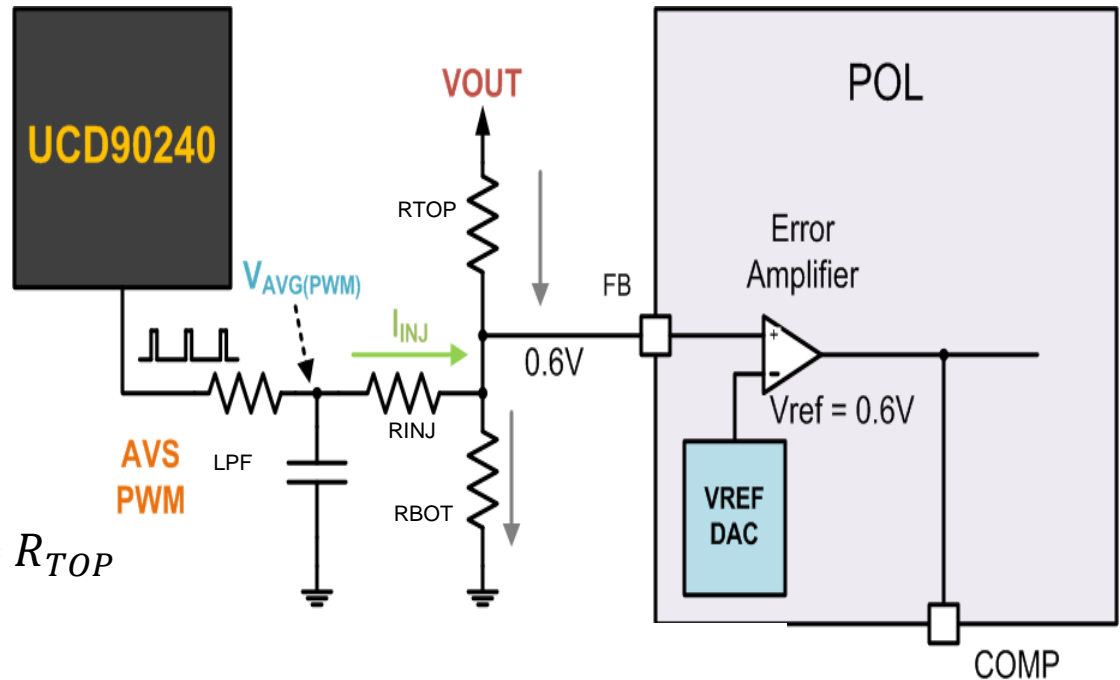 UCD90240
POL
VOUT
RTOP
Error
Amplifier
VAVG(PWM)
FB
IINJ
0.6V
+
-
Vref = 0.6V
RINJ
AVS
PWM
LPF
RBOT
VREF
DAC
RTOP
COMP